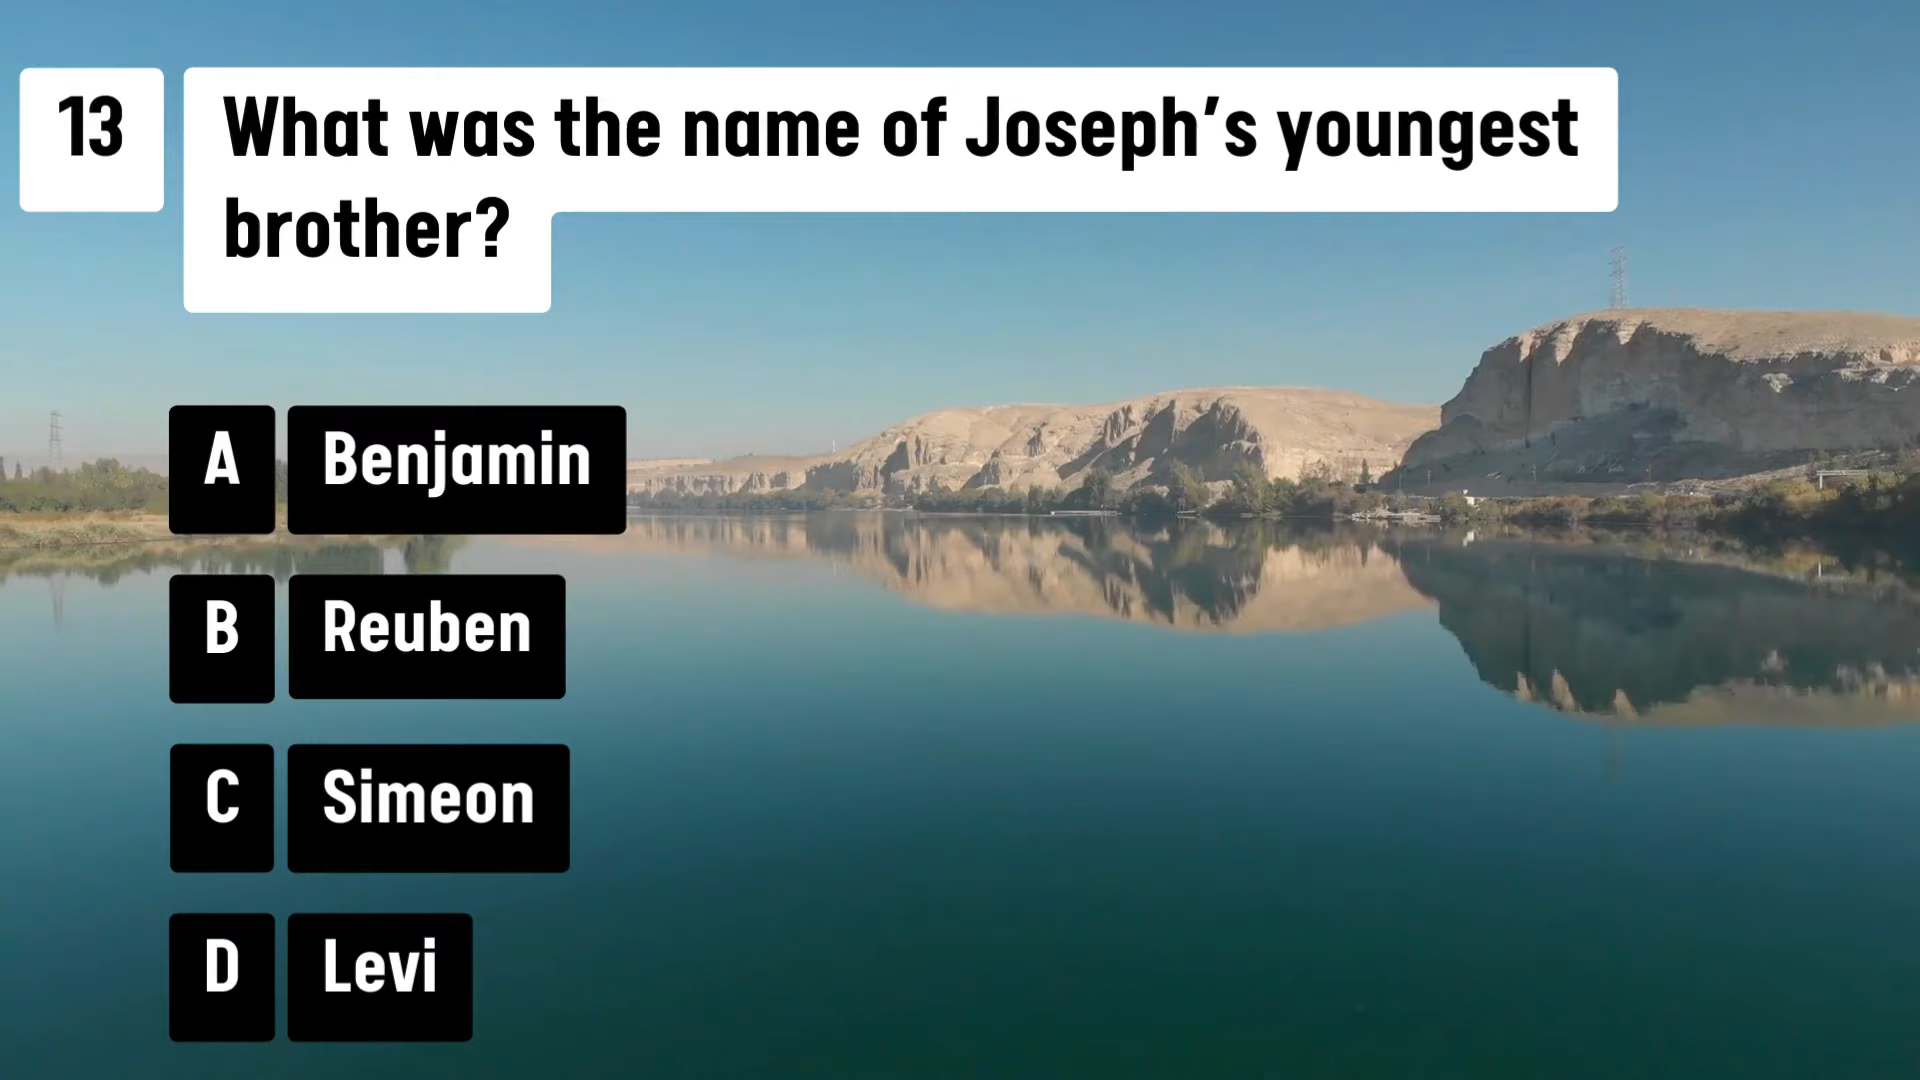 13 What was the name of Joseph’s youngest
brother?
A Benjamin
B Reuben
C Simeon
D Levi